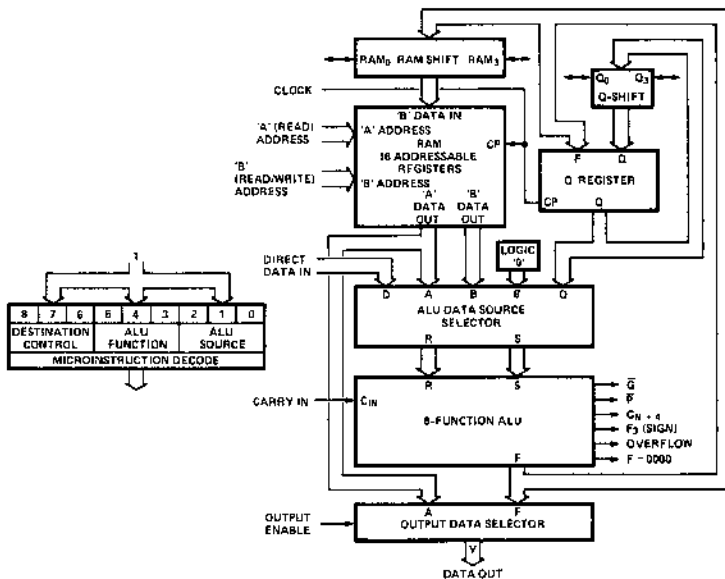 RAM0 RAM SHIFT RAM3
Q0 Q3
Q-SHIFT
CLOCK
'B' DATA IN
'A' (READ)
ADDRESS
'A' ADDRESS
RAM
16 ADDRESSABLE
REGISTERS
CP
'B'
(READ/WRITE)
ADDRESS
'B' ADDRESS
'A'
DATA
OUT
'B'
DATA
OUT
F Q
Q REGISTER
CP Q
DIRECT
DATA IN
LOGIC
'0'
D A B 0 Q
ALU DATA SOURCE
SELECTOR
R S
I
8 7 6 5 4 3 2 1 0
DESTINATION
CONTROL
ALU
FUNCTION
ALU
SOURCE
MICROINSTRUCTION DECODE
R S
CARRY IN
CIN
8-FUNCTION ALU
F
G̅
P̅
CN + 4
F3 (SIGN)
OVERFLOW
F = 0000
A F
OUTPUT
ENABLE
OUTPUT DATA SELECTOR
Y
DATA OUT